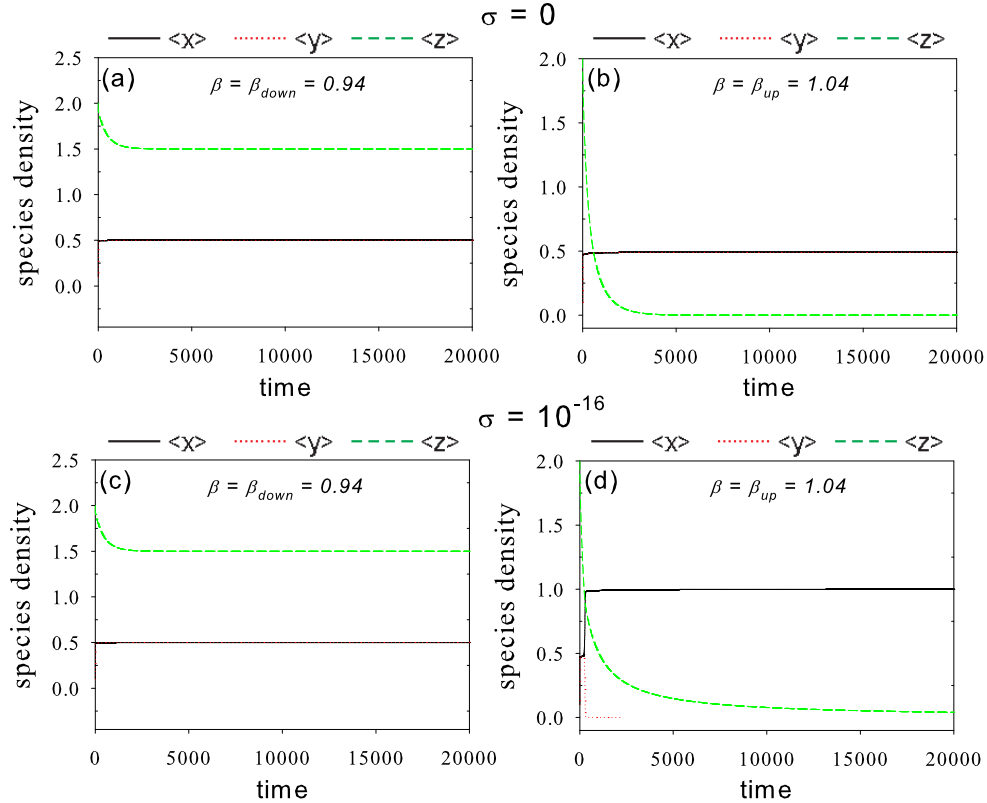 σ = 0
<x> <y> <z> <x> <y> <z>
(a) β = β_down = 0.94
2.5
2.0
1.5
1.0
0.5
0.0
species density
0 5000 10000 15000 20000
time
(b) β = β_up = 1.04
2.0
1.5
1.0
0.5
0.0
species density
0 5000 10000 15000 20000
time
σ = 10^-16
<x> <y> <z> <x> <y> <z>
(c) β = β_down = 0.94
2.5
2.0
1.5
1.0
0.5
0.0
species density
0 5000 10000 15000 20000
time
(d) β = β_up = 1.04
2.0
1.5
1.0
0.5
0.0
species density
0 5000 10000 15000 20000
time